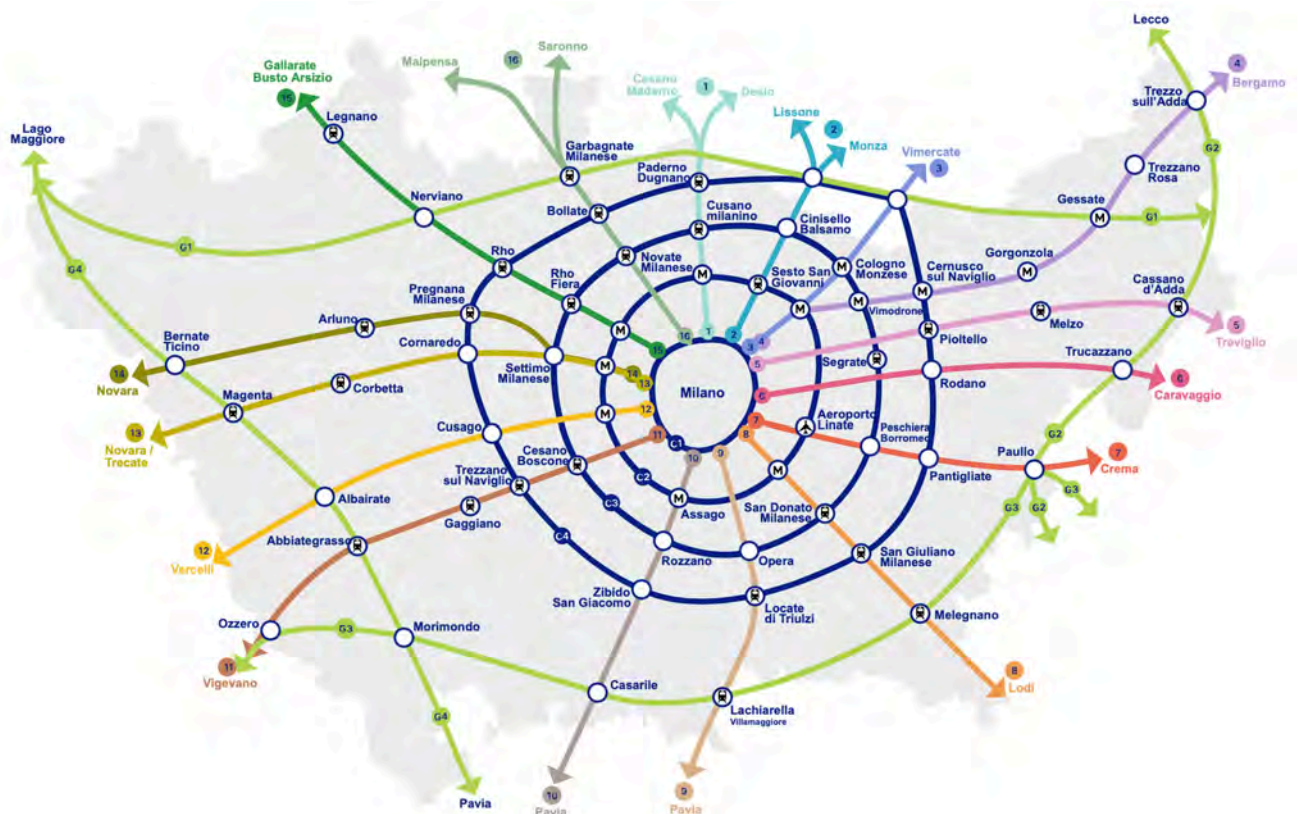 Lecco
Saronno
Malpensa
16
4
Bergamo
Gallarate
Busto Arsizio
15
Cesano
Maderno
1
Desio
Trezzo
sull'Adda
Legnano
Lissone
2
Monza
Lago
Maggiore
Garbagnate
Milanese
Paderno
Dugnano
Vimercate
3
G2
Trezzano
Rosa
Nerviano
Bollate
Cusano
milanino
Cinisello
Balsamo
Gessate
M
G1
G1
Rho
Novate
Milanese
M
Sesto San
Giovanni
M
Cologno
Monzese
M
Cernusco
sul Naviglio
M
Gorgonzola
M
G4
Pregnana
Milanese
Rho
Fiera
M
Vimodrone
Cassano
d'Adda
Arluno
Pioltello
Melzo
5
Treviglio
Bernate
Ticino
Cornaredo
Settimo
Milanese
M
16
1
2
3
4
15
5
Segrate
Trucazzano
14
Novara
Magenta
Corbetta
14
13
Milano
6
Rodano
6
Caravaggio
13
Novara /
Trecate
M
12
11
C1
10
9
8
7
Aeroporto
Linate
Peschiera
Borromeo
G2
Cusago
Cesano
Boscone
Paullo
7
Crema
Trezzano
sul Naviglio
C2
M
M
Pantigliate
G3
G2
G3
Albairate
Gaggiano
C3
Assago
San Donato
Milanese
12
Vercelli
Abbiategrasso
C4
Rozzano
Opera
San Giuliano
Milanese
Zibido
San Giacomo
Locate
di Triulzi
Melegnano
Ozzero
G3
Morimondo
11
Vigevano
8
Lodi
Casarile
Lachiarella
Villamaggiore
G4
Pavia
10
Pavia
9
Pavia